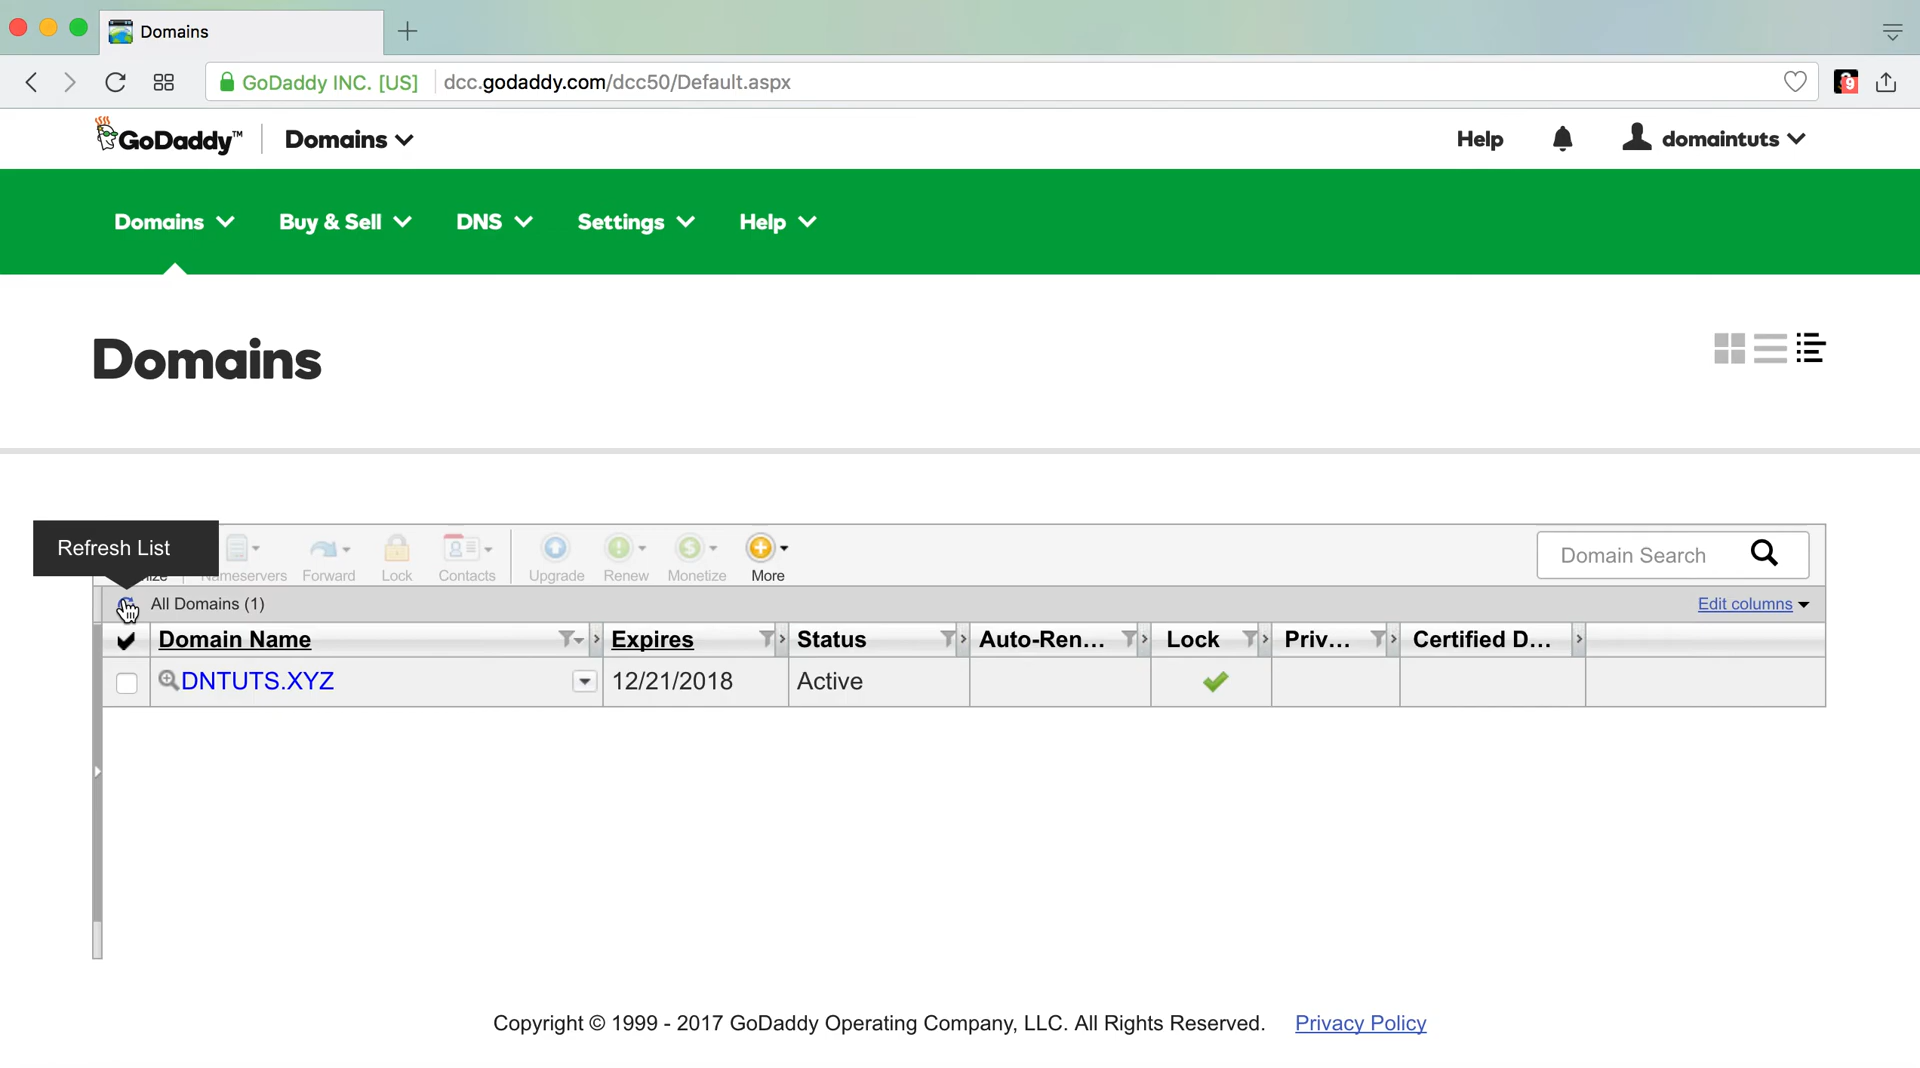 Domains
GoDaddy INC. [US] dcc.godaddy.com/dcc50/Default.aspx
GoDaddy™ Domains Help domaintuts
Domains Buy & Sell DNS Settings Help
Domains
Refresh List
Domain Search
Nameservers Forward Lock Contacts Upgrade Renew Monetize More
All Domains (1) Edit columns
Domain Name Expires Status Auto-Ren... Lock Priv... Certified D...
DNTUTS.XYZ 12/21/2018 Active
Copyright © 1999 - 2017 GoDaddy Operating Company, LLC. All Rights Reserved. Privacy Policy